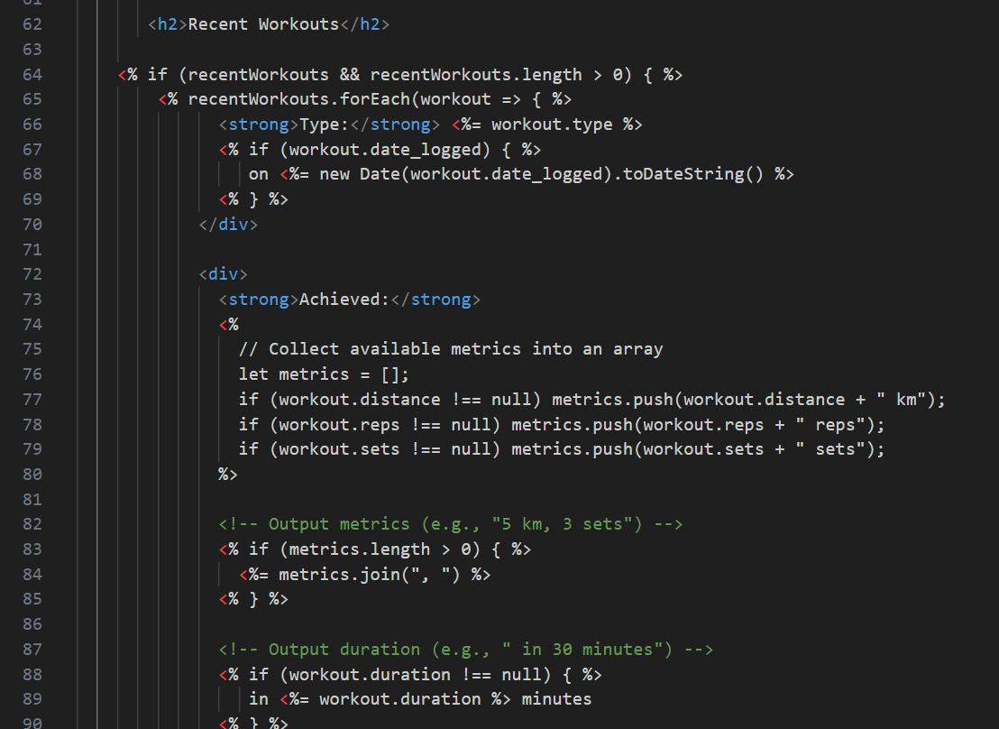 61
62 <h2>Recent Workouts</h2>
63
64 <% if (recentWorkouts && recentWorkouts.length > 0) { %>
65 <% recentWorkouts.forEach(workout => { %>
66 <strong>Type:</strong> <%= workout.type %>
67 <% if (workout.date_logged) { %>
68 on <%= new Date(workout.date_logged).toDateString() %>
69 <% } %>
70 </div>
71
72 <div>
73 <strong>Achieved:</strong>
74 <%
75 // Collect available metrics into an array
76 let metrics = [];
77 if (workout.distance !== null) metrics.push(workout.distance + " km");
78 if (workout.reps !== null) metrics.push(workout.reps + " reps");
79 if (workout.sets !== null) metrics.push(workout.sets + " sets");
80 %>
81
82 <!-- Output metrics (e.g., "5 km, 3 sets") -->
83 <% if (metrics.length > 0) { %>
84 <%= metrics.join(", ") %>
85 <% } %>
86
87 <!-- Output duration (e.g., " in 30 minutes") -->
88 <% if (workout.duration !== null) { %>
89 in <%= workout.duration %> minutes
90 <% } %>